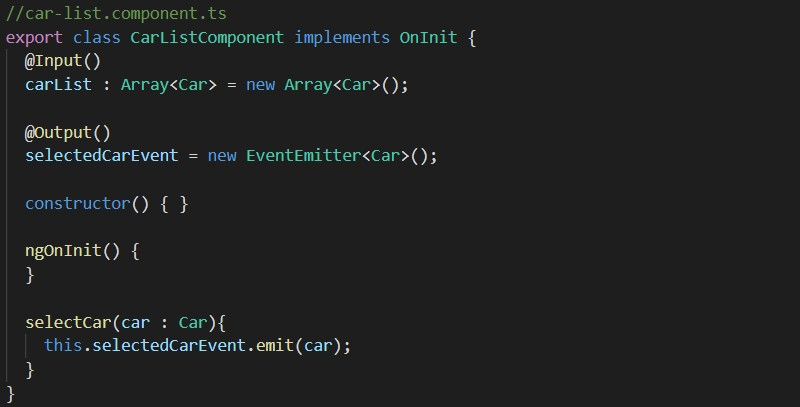 //car-list.component.ts
export class CarListComponent implements OnInit {
@Input()
carList : Array<Car> = new Array<Car>();
@Output()
selectedCarEvent = new EventEmitter<Car>();
constructor() { }
ngOnInit() {
}
selectCar(car : Car){
this.selectedCarEvent.emit(car);
}
}